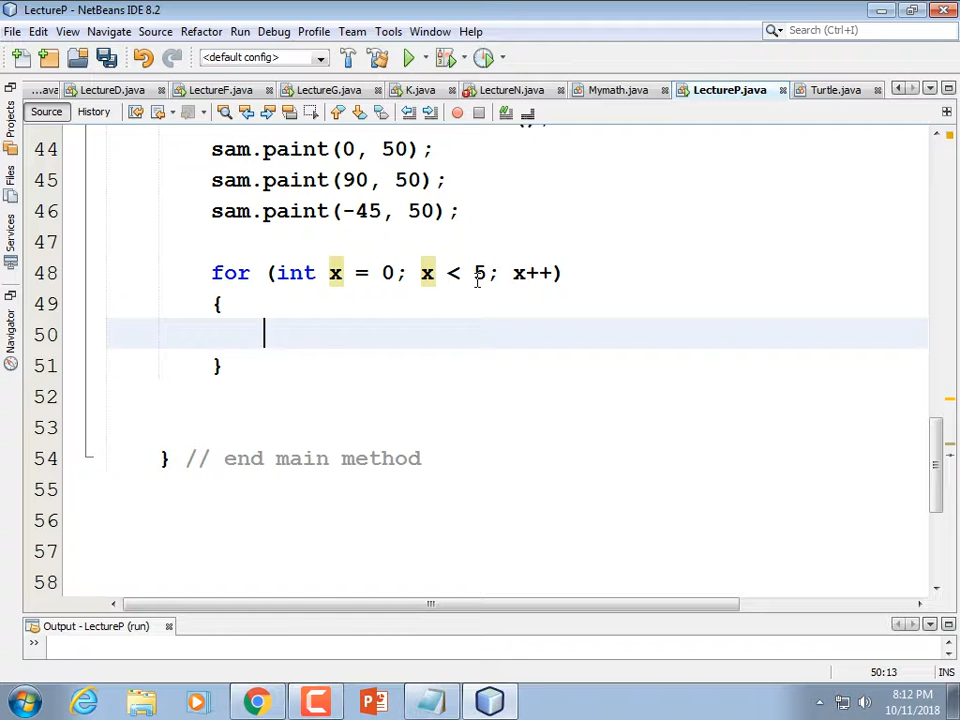 LectureP - NetBeans IDE 8.2
File Edit View Navigate Source Refactor Run Debug Profile Team Tools Window Help
Search (Ctrl+I)
<default config>
...ava LectureD.java LectureF.java LectureG.java K.java LectureN.java Mymath.java LectureP.java Turtle.java
Source History
Projects
Files
Services
Navigator
44 sam.paint(0, 50);
45 sam.paint(90, 50);
46 sam.paint(-45, 50);
47
48 for (int x = 0; x < 5; x++)
49 {
50
51 }
52
53
54 } // end main method
55
56
57
58
Output - LectureP (run)
>>
50:13 INS
8:12 PM
10/11/2018